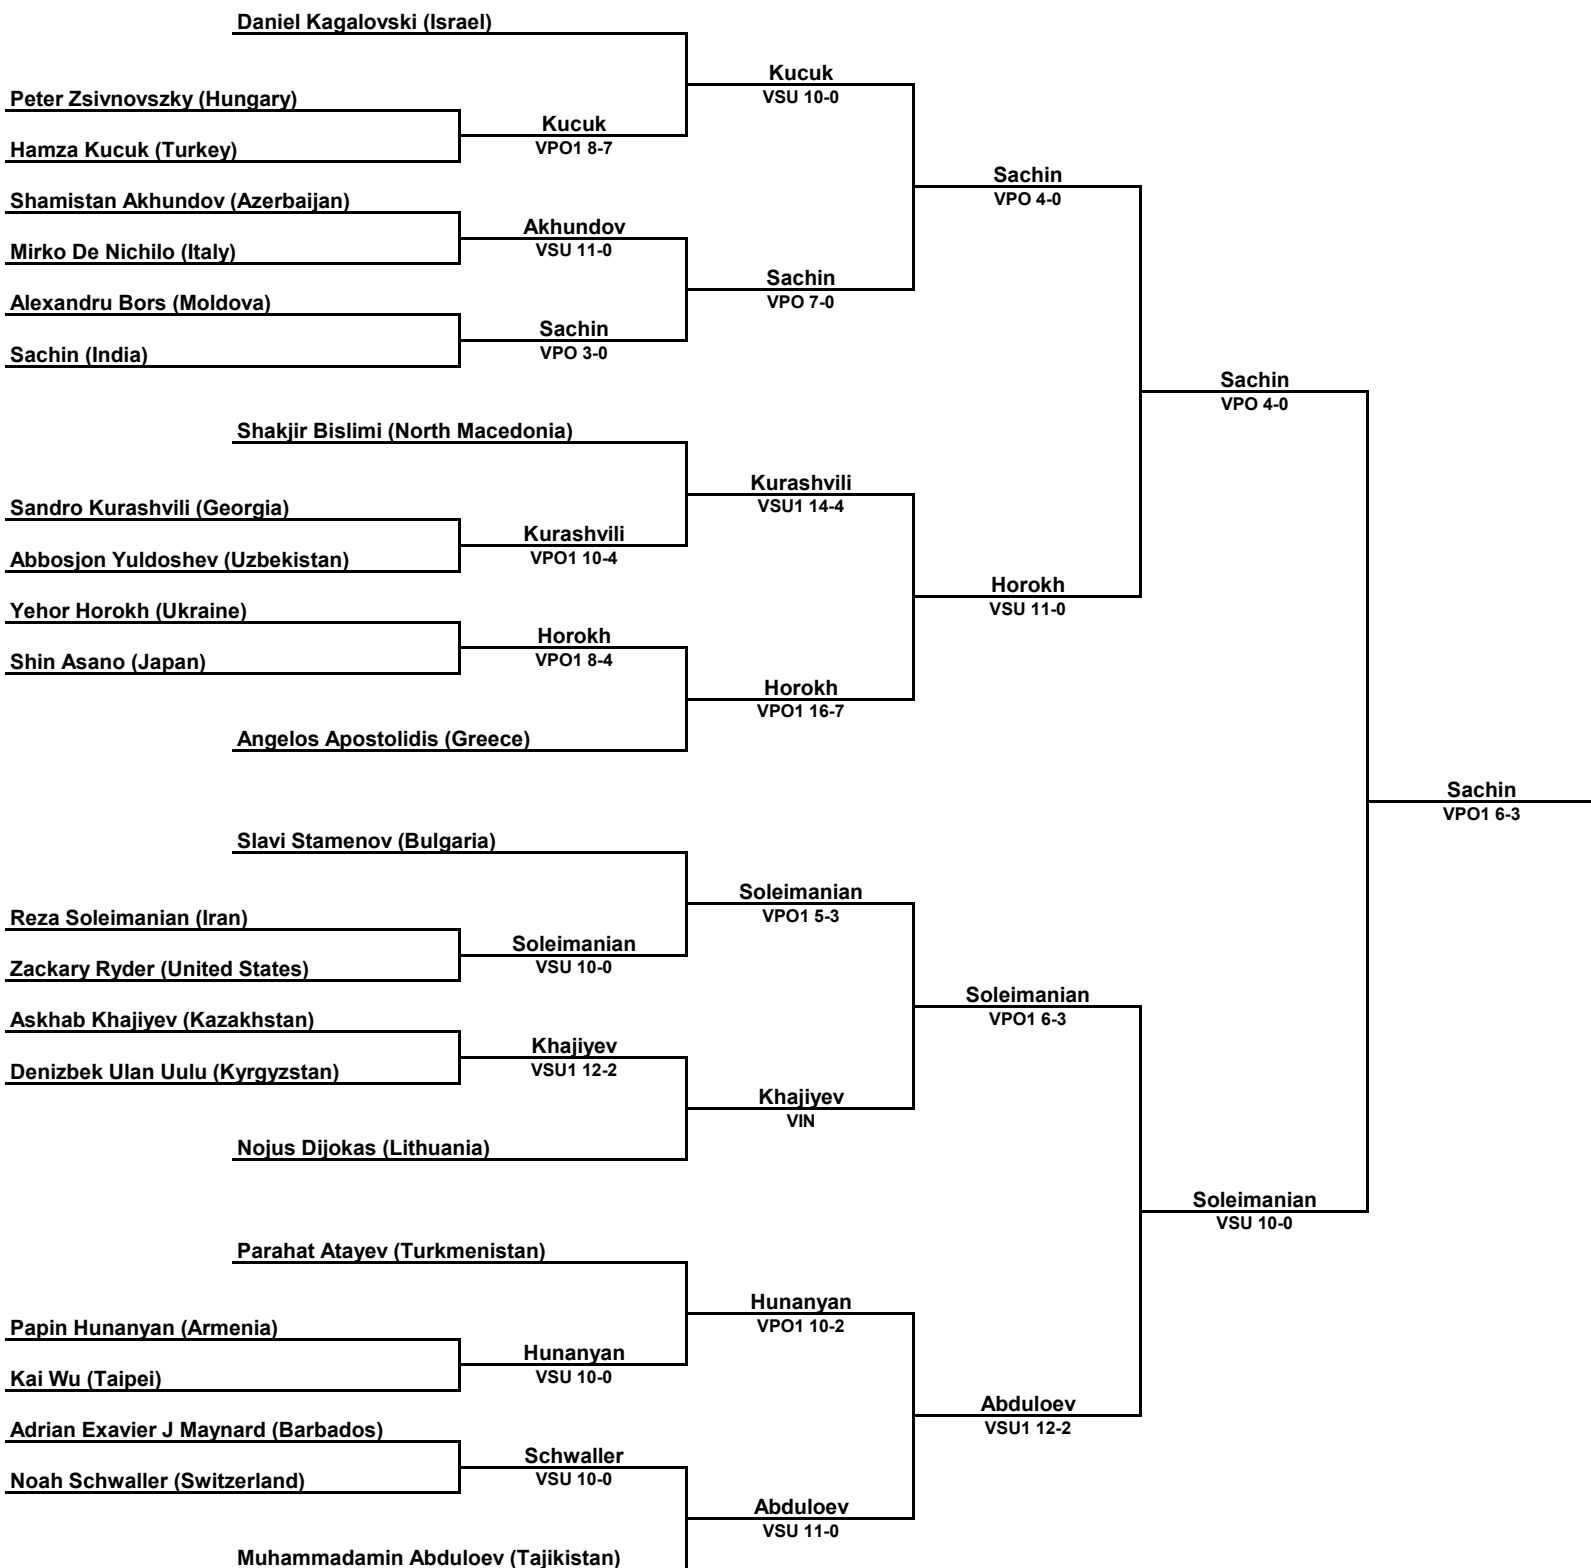 Daniel Kagalovski (Israel)
Peter Zsivnovszky (Hungary)
Hamza Kucuk (Turkey)
Shamistan Akhundov (Azerbaijan)
Mirko De Nichilo (Italy)
Alexandru Bors (Moldova)
Sachin (India)
Shakjir Bislimi (North Macedonia)
Sandro Kurashvili (Georgia)
Abbosjon Yuldoshev (Uzbekistan)
Yehor Horokh (Ukraine)
Shin Asano (Japan)
Angelos Apostolidis (Greece)
Slavi Stamenov (Bulgaria)
Reza Soleimanian (Iran)
Zackary Ryder (United States)
Askhab Khajiyev (Kazakhstan)
Denizbek Ulan Uulu (Kyrgyzstan)
Nojus Dijokas (Lithuania)
Parahat Atayev (Turkmenistan)
Papin Hunanyan (Armenia)
Kai Wu (Taipei)
Adrian Exavier J Maynard (Barbados)
Noah Schwaller (Switzerland)
Muhammadamin Abduloev (Tajikistan)
Kucuk
VPO1 8-7
Akhundov
VSU 11-0
Sachin
VPO 3-0
Kurashvili
VPO1 10-4
Horokh
VPO1 8-4
Soleimanian
VSU 10-0
Khajiyev
VSU1 12-2
Hunanyan
VSU 10-0
Schwaller
VSU 10-0
Kucuk
VSU 10-0
Sachin
VPO 7-0
Kurashvili
VSU1 14-4
Horokh
VPO1 16-7
Soleimanian
VPO1 5-3
Khajiyev
VIN
Hunanyan
VPO1 10-2
Abduloev
VSU 11-0
Sachin
VPO 4-0
Horokh
VSU 11-0
Soleimanian
VPO1 6-3
Abduloev
VSU1 12-2
Sachin
VPO 4-0
Soleimanian
VSU 10-0
Sachin
VPO1 6-3